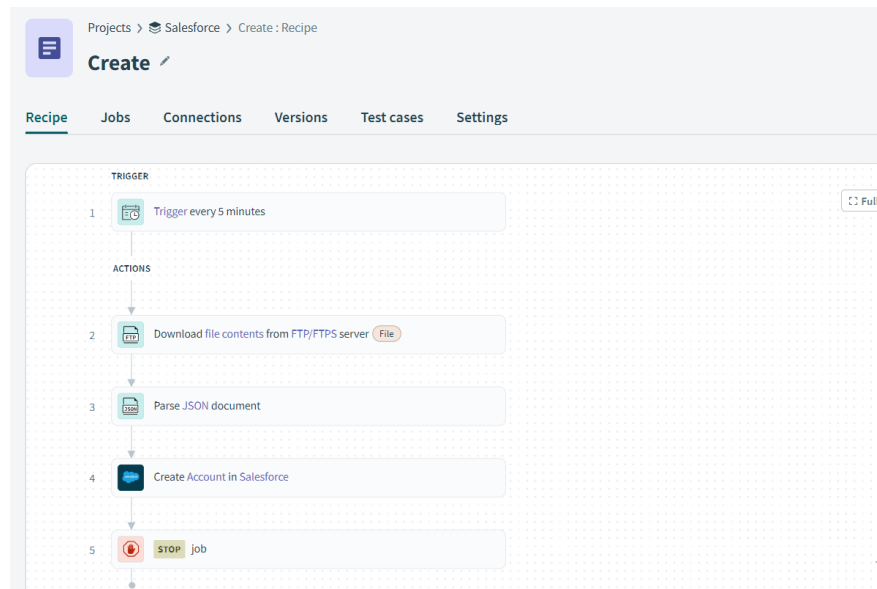 Projects > Salesforce > Create : Recipe
Create
Recipe Jobs Connections Versions Test cases Settings
TRIGGER
1 Trigger every 5 minutes
Full
ACTIONS
2 Download file contents from FTP/FTPS server File
FTP
3 Parse JSON document
JSON
4 Create Account in Salesforce
5 STOP job